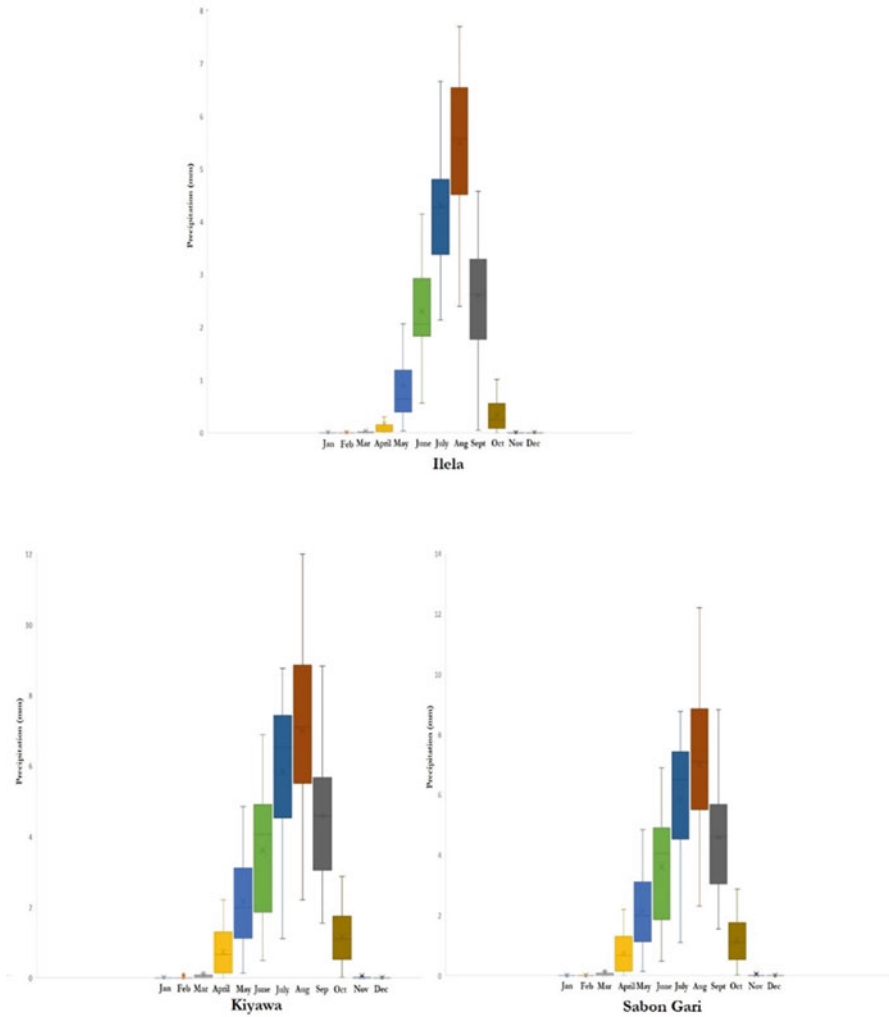 8
7
6
5
4
3
2
1
0
Precipitation (mm)
Jan Feb Mar April May June July Aug Sept Oct Nov Dec
Ilela
12
10
8
6
4
2
0
Precipitation (mm)
Jan Feb Mar April May June July Aug Sep Oct Nov Dec
Kiyawa
14
12
10
8
6
4
2
0
Precipitation (mm)
Jan Feb Mar April May June July Aug Sept Oct Nov Dec
Sabon Gari